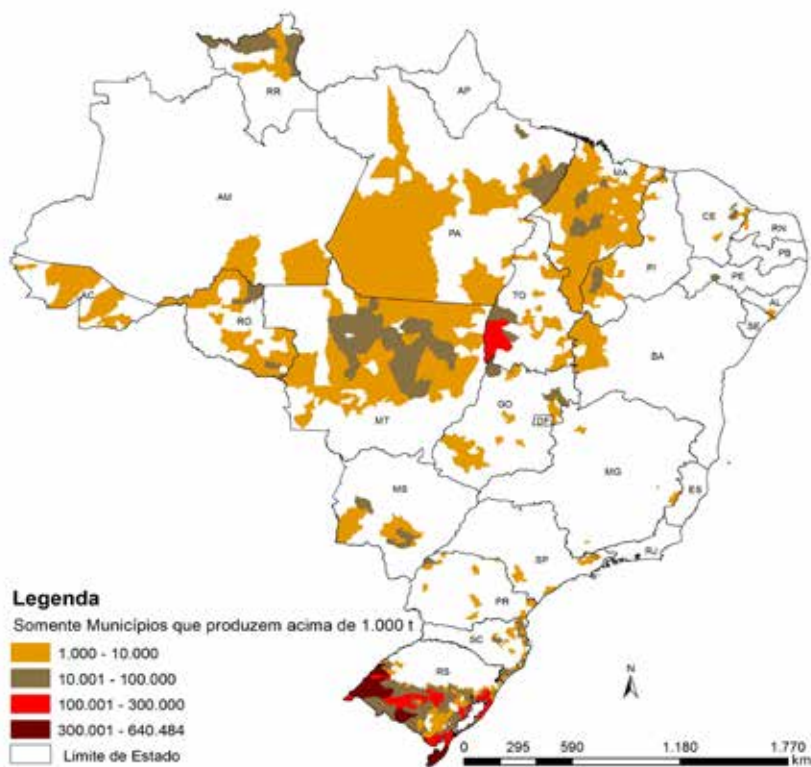 RR
AP
AM
PA
MA
CE
RN
PB
PE
AL
SE
PI
TO
AC
RO
BA
MT
GO
DF
MG
ES
MS
SP
RJ
PR
SC
RS
N
Legenda
Somente Municípios que produzem acima de 1.000 t
1.000 - 10.000
10.001 - 100.000
100.001 - 300.000
300.001 - 640.484
Limite de Estado
0 295 590 1.180 1.770
km